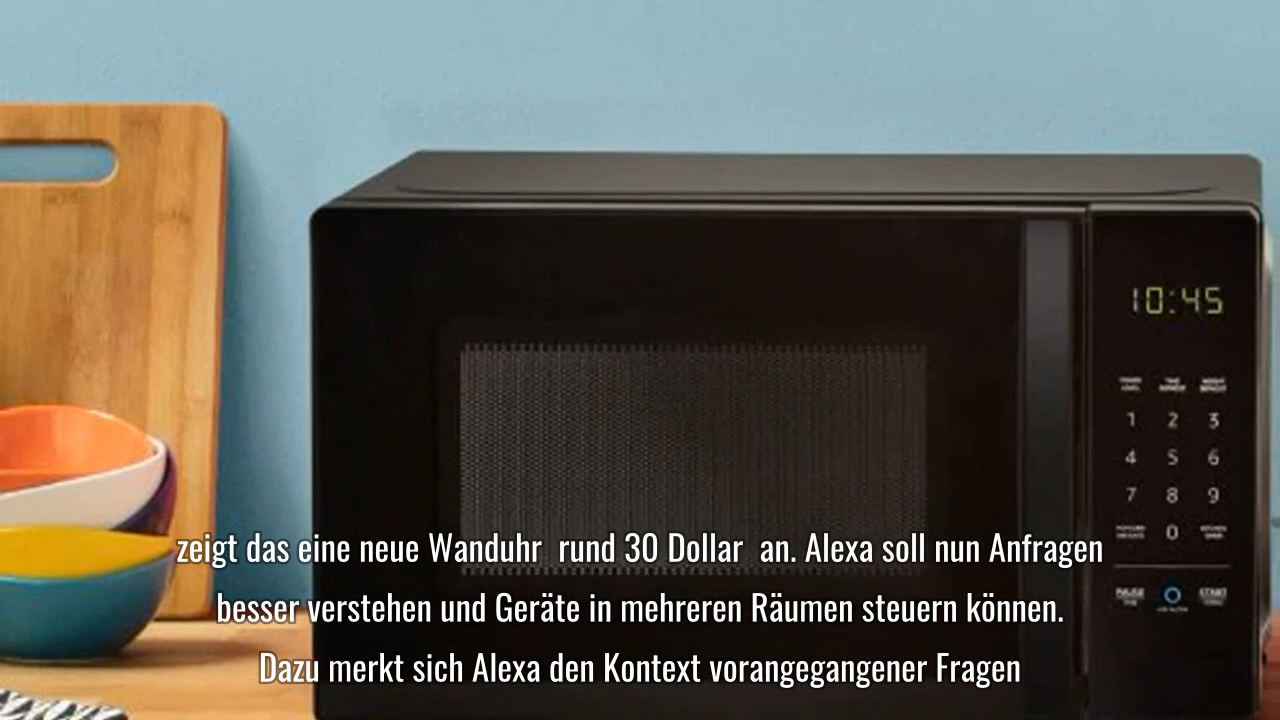 10:45
1 2 3
4 5 6
7 8 9
0
PAUSE START
zeigt das eine neue Wanduhr rund 30 Dollar an. Alexa soll nun Anfragen
besser verstehen und Geräte in mehreren Räumen steuern können.
Dazu merkt sich Alexa den Kontext vorangegangener Fragen